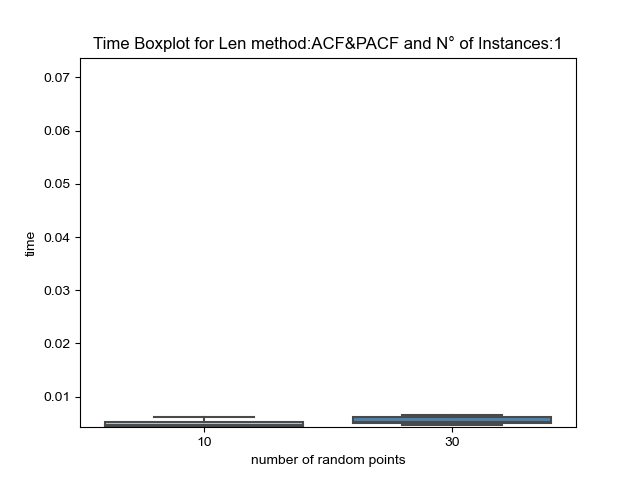 Time Boxplot for Len method:ACF&PACF and N° of Instances:1
0.07
0.06
0.05
0.04
0.03
0.02
0.01
time
10 30
number of random points